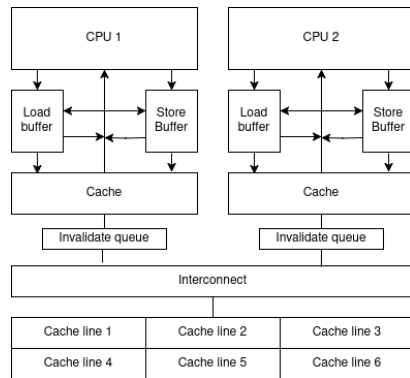 CPU 1
CPU 2
Load
buffer
Store
Buffer
Load
buffer
Store
Buffer
Cache
Cache
Invalidate queue
Invalidate queue
Interconnect
Cache line 1
Cache line 2
Cache line 3
Cache line 4
Cache line 5
Cache line 6